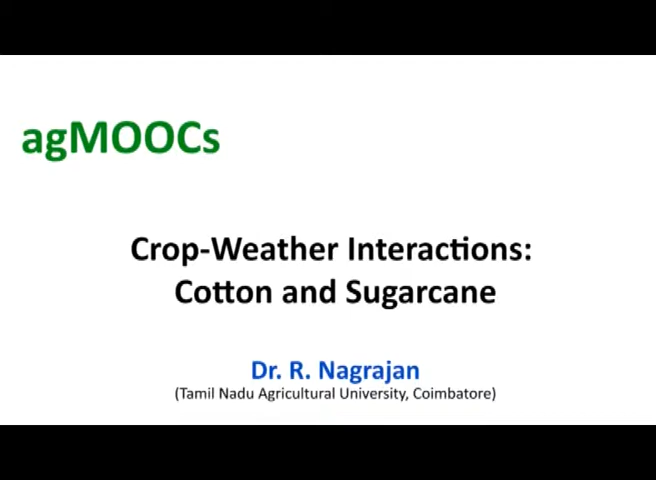 agMOOCs
Crop-Weather Interactions:
Cotton and Sugarcane
Dr. R. Nagrajan
(Tamil Nadu Agricultural University, Coimbatore)